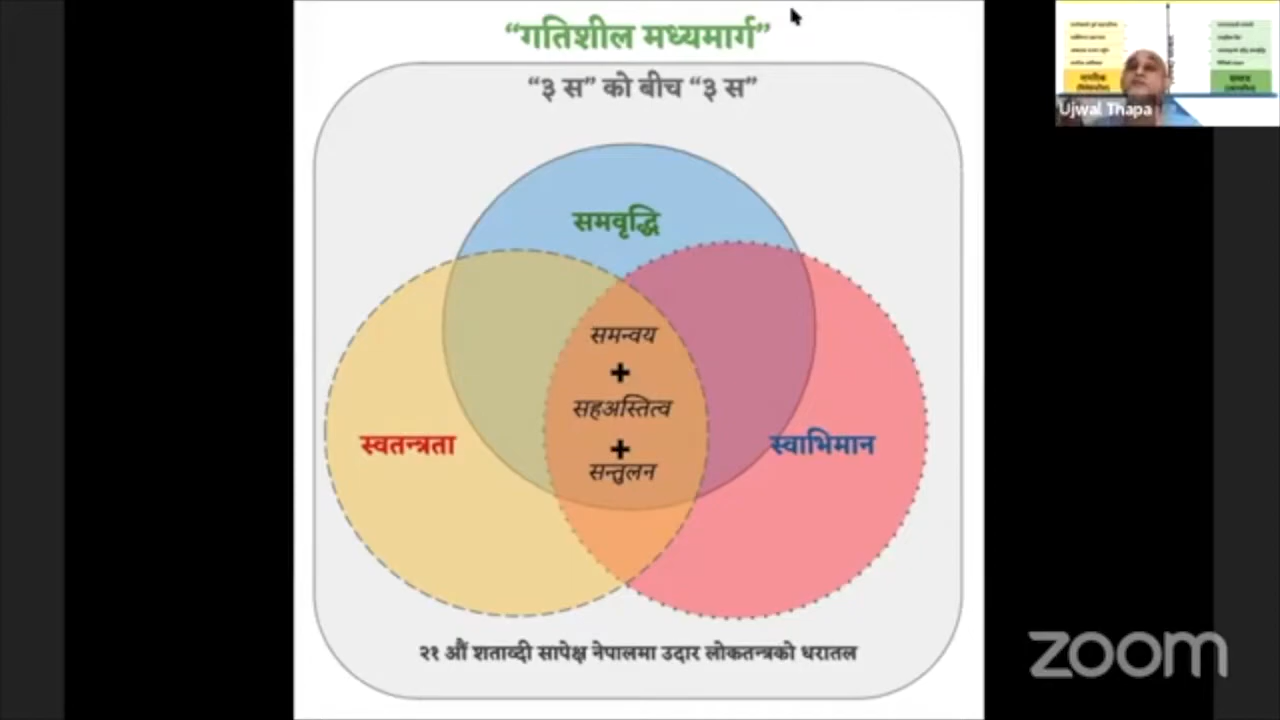 “गतिशील मध्यमार्ग”
“३ स” को बीच “३ स”
समवृद्धि
समन्वय
+
सहअस्तित्व
+
सन्तुलन
स्वतन्त्रता
स्वाभिमान
२१ औं शताव्दी सापेक्ष नेपालमा उदार लोकतन्त्रको धरातल
Ujwal Thapa
zoom